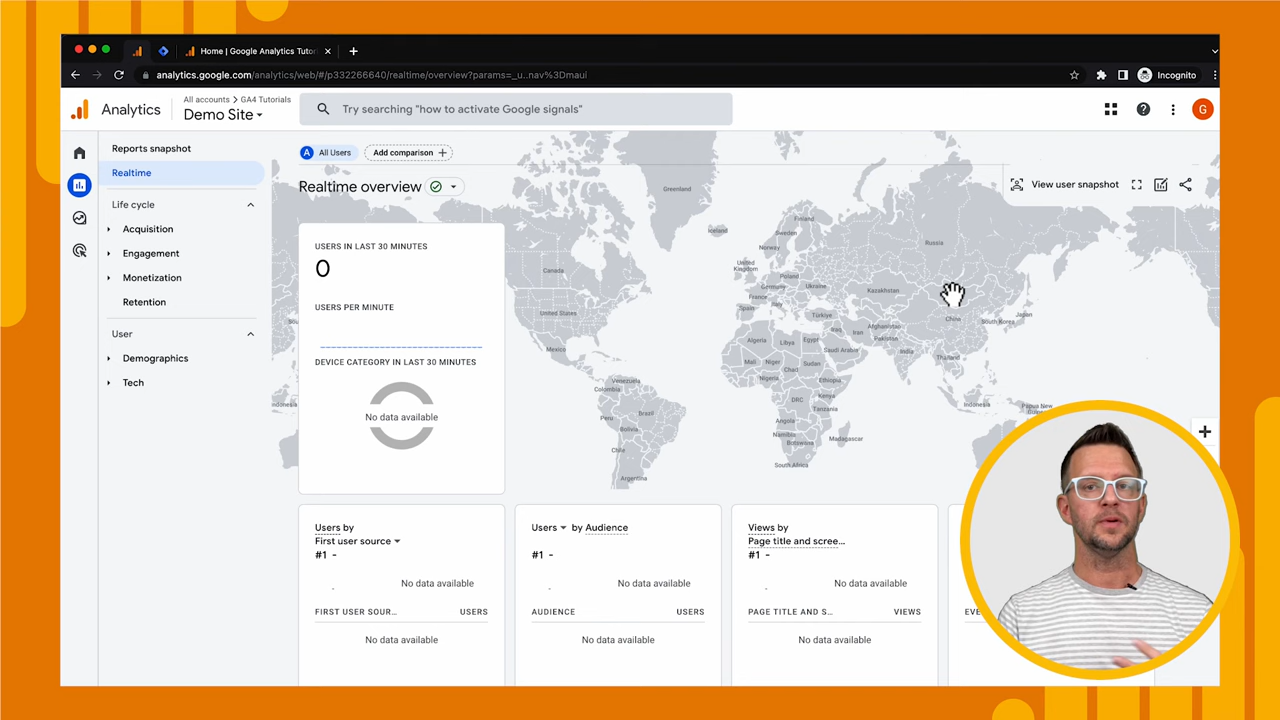 Home | Google Analytics Tutor
analytics.google.com/analytics/web/#/p332266640/realtime/overview?params=_u..nav%3Dmaui
Incognito
Analytics
All accounts > GA4 Tutorials
Demo Site
Try searching "how to activate Google signals"
G
Reports snapshot
Realtime
Life cycle
Acquisition
Engagement
Monetization
Retention
User
Demographics
Tech
A All Users
Add comparison +
Realtime overview
View user snapshot
USERS IN LAST 30 MINUTES
0
USERS PER MINUTE
DEVICE CATEGORY IN LAST 30 MINUTES
No data available
Greenland
Iceland
Finland
Sweden
Norway
Russia
United
Kingdom
Poland
Germany
Ukraine
France
Italy
Spain
Kazakhstan
Türkiye
China
South Korea
Japan
Canada
United States
Mexico
Algeria
Libya
Egypt
Iraq
Iran
Afghanistan
Pakistan
Saudi Arabia
India
Thailand
Mali
Niger
Chad
Sudan
Nigeria
Ethiopia
DRC
Kenya
Tanzania
Angola
Namibia
Botswana
Madagascar
South Africa
Venezuela
Colombia
Peru
Brazil
Bolivia
Chile
Argentina
Indonesia
Papua New
Users by
First user source
#1 -
No data available
FIRST USER SOUR... USERS
No data available
Users by Audience
#1 -
No data available
AUDIENCE USERS
No data available
Views by
Page title and scree...
#1 -
No data available
PAGE TITLE AND S... VIEWS
No data available